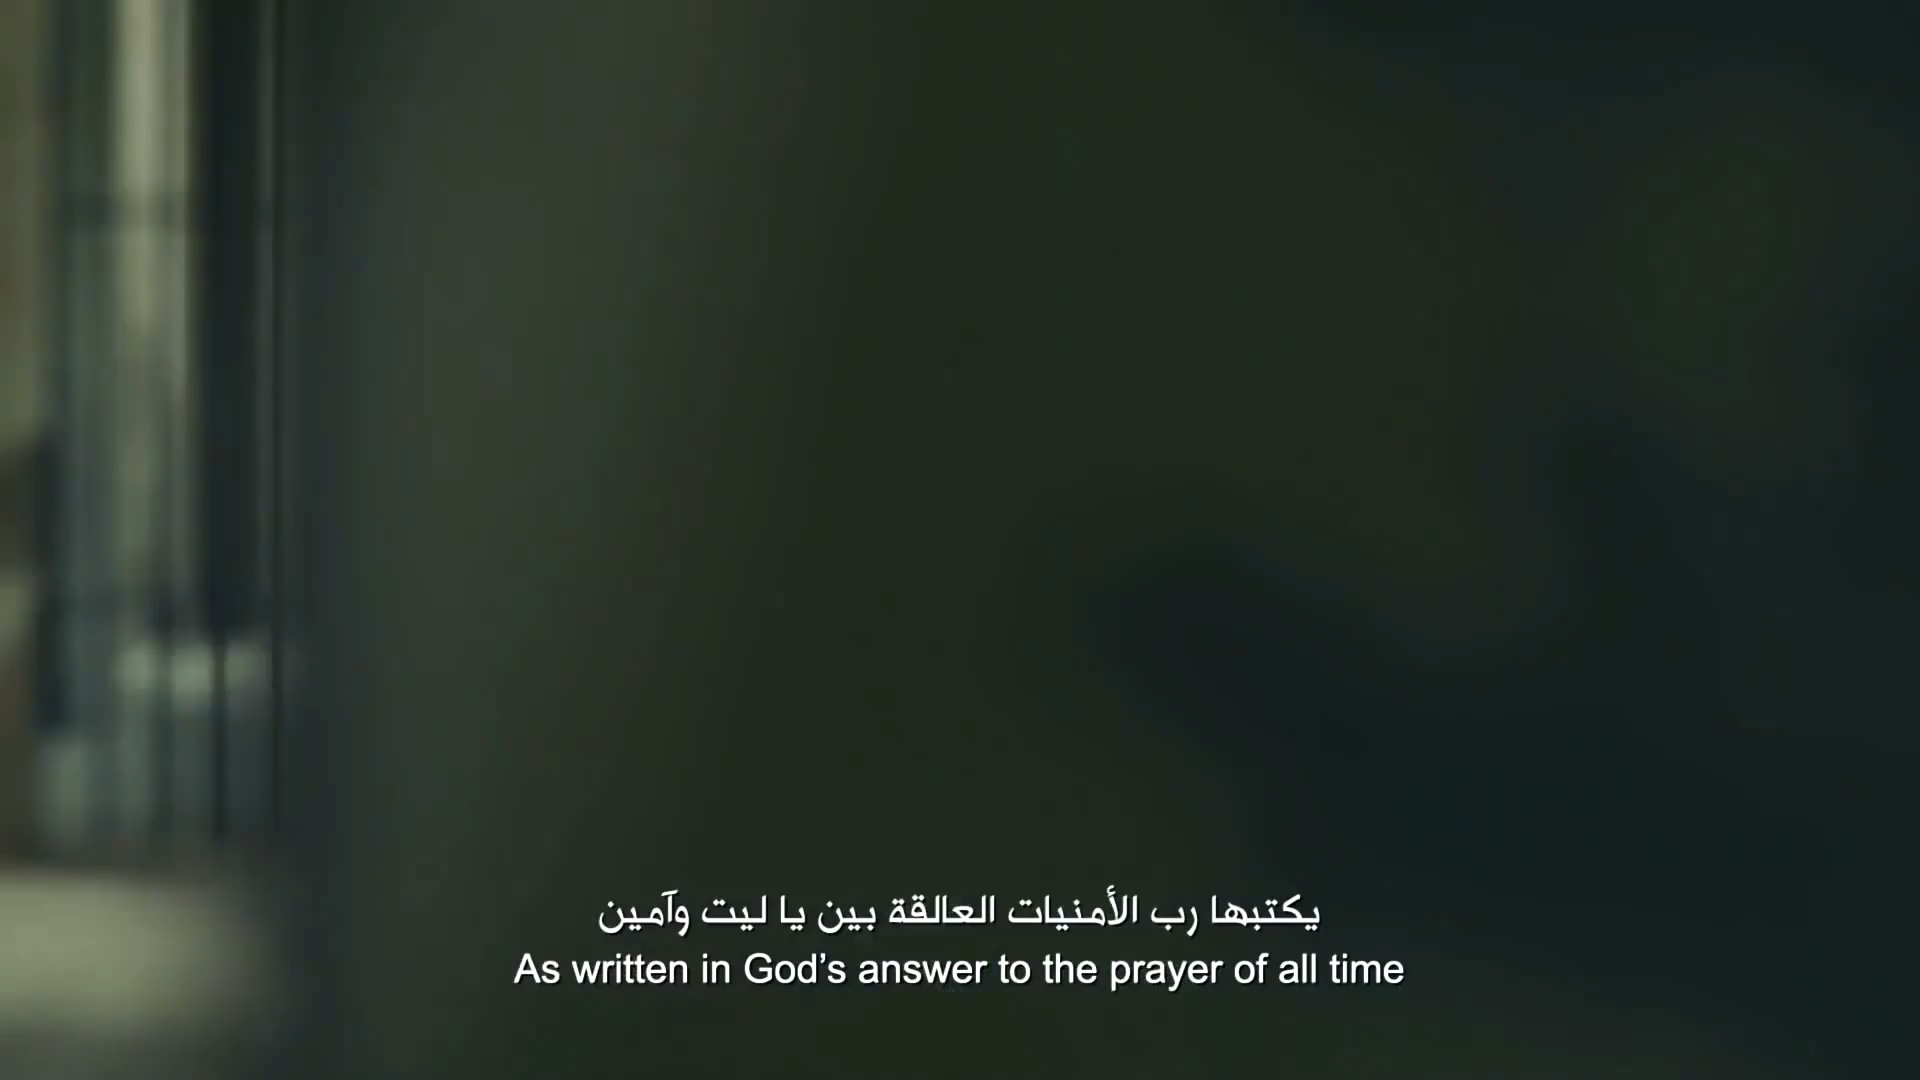 يكتبها رب الأمنيات العالقة بين يا ليت وآمين
As written in God’s answer to the prayer of all time